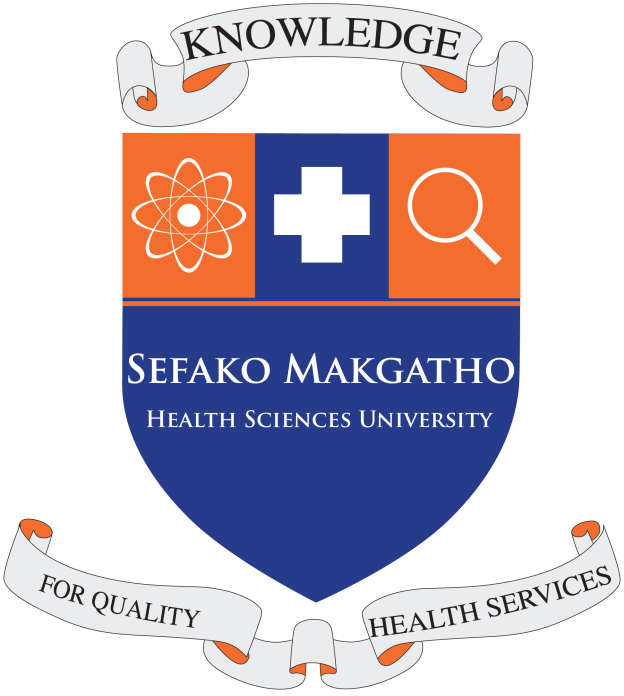 KNOWLEDGE
SEFAKO MAKGATHO
HEALTH SCIENCES UNIVERSITY
FOR QUALITY
HEALTH SERVICES